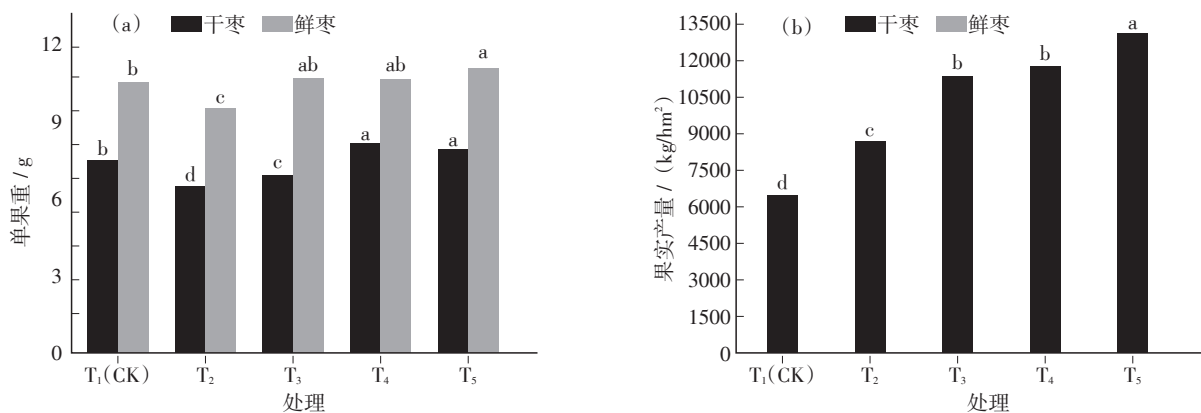 (a) 干枣 鲜枣
单果重 / g
12
9
6
3
0
b b
d c
c ab
a ab
a a
T₁(CK) T₂ T₃ T₄ T₅
处理
(b) 干枣 鲜枣
果实产量 / (kg/hm²)
13500
12000
10500
9000
7500
6000
4500
3000
1500
0
d c b b a
T₁(CK) T₂ T₃ T₄ T₅
处理